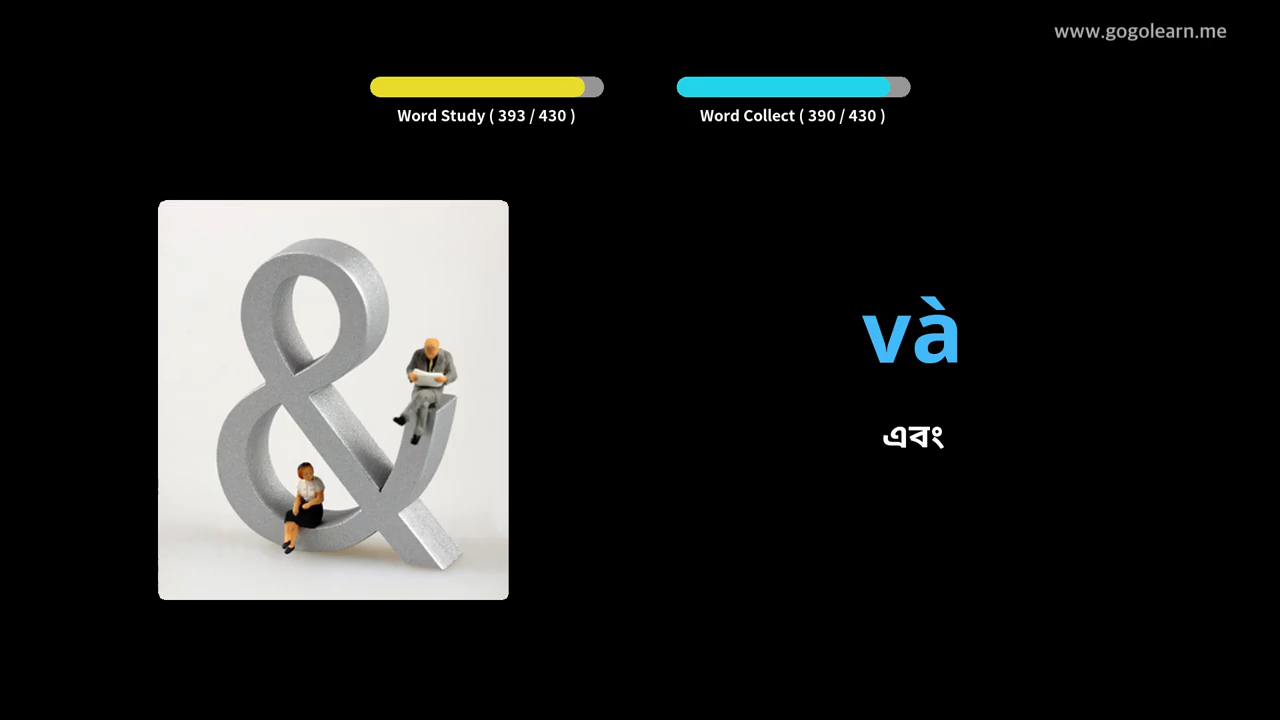 www.gogolearn.me
Word Study ( 393 / 430 )
Word Collect ( 390 / 430 )
&
và
এবং